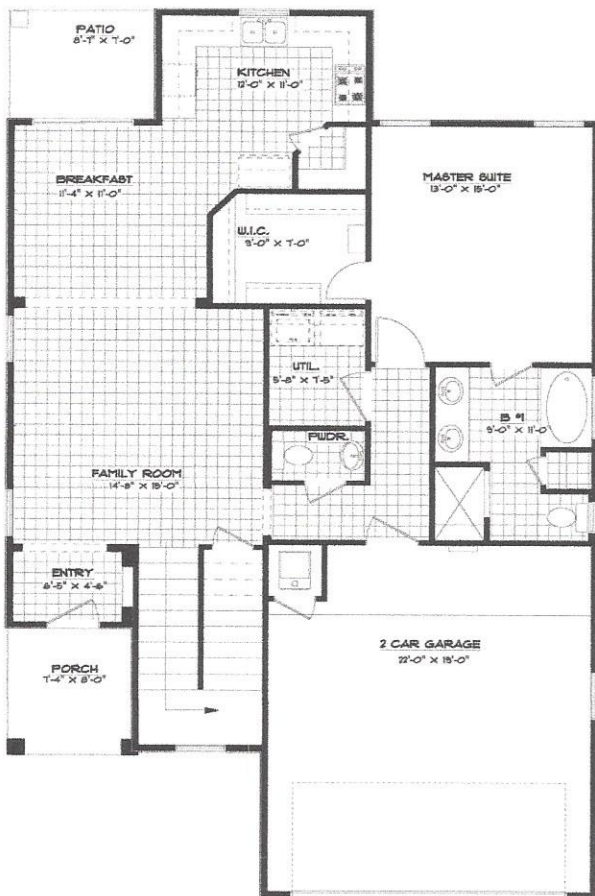 PATIO
8'-7" X 7'-0"
KITCHEN
12'-0" X 11'-0"
BREAKFAST
11'-4" X 11'-0"
MASTER SUITE
13'-0" X 15'-0"
W.I.C.
9'-0" X 7'-0"
UTIL.
5'-8" X 7'-5"
B #1
9'-0" X 11'-0"
PWDR.
FAMILY ROOM
14'-8" X 15'-0"
ENTRY
6'-5" X 4'-6"
2 CAR GARAGE
22'-0" X 19'-0"
PORCH
7'-4" X 8'-0"